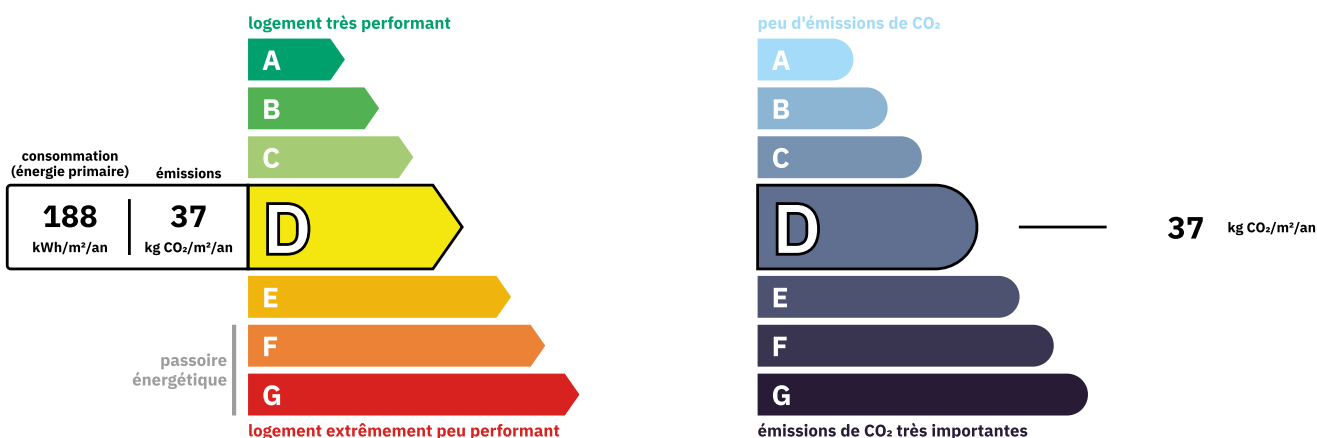 logement très performant
A
B
C
consommation
(énergie primaire)
émissions
188
kWh/m²/an
37
kg CO₂/m²/an
D
E
F
G
passoire
énergétique
logement extrêmement peu performant
peu d'émissions de CO₂
A
B
C
D
37
kg CO₂/m²/an
E
F
G
émissions de CO₂ très importantes